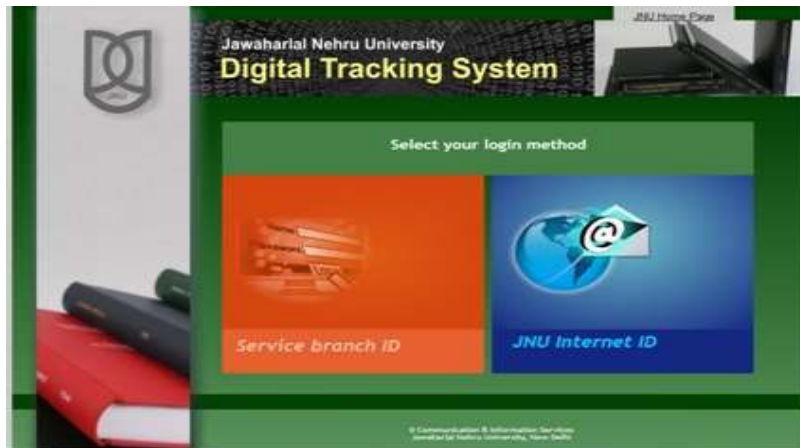 JNU Home Page
Jawaharlal Nehru University
Digital Tracking System
JNU
Select your login method
Service branch ID
JNU Internet ID
© Communication & Information Services
Jawaharlal Nehru University, New Delhi